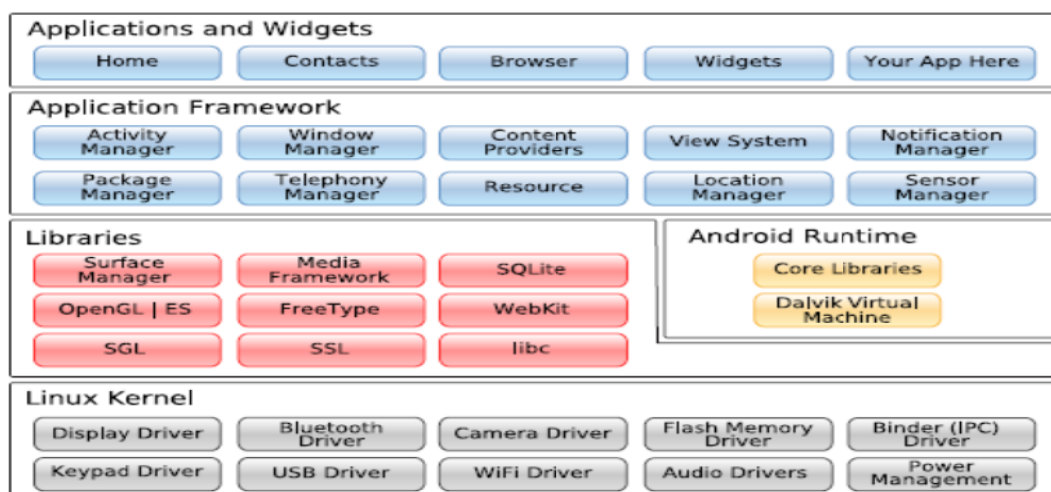 Applications and Widgets
Home
Contacts
Browser
Widgets
Your App Here
Application Framework
Activity
Manager
Window
Manager
Content
Providers
View System
Notification
Manager
Package
Manager
Telephony
Manager
Resource
Location
Manager
Sensor
Manager
Libraries
Surface
Manager
Media
Framework
SQLite
OpenGL | ES
FreeType
WebKit
SGL
SSL
libc
Android Runtime
Core Libraries
Dalvik Virtual
Machine
Linux Kernel
Display Driver
Bluetooth
Driver
Camera Driver
Flash Memory
Driver
Binder (IPC)
Driver
Keypad Driver
USB Driver
WiFi Driver
Audio Drivers
Power
Management